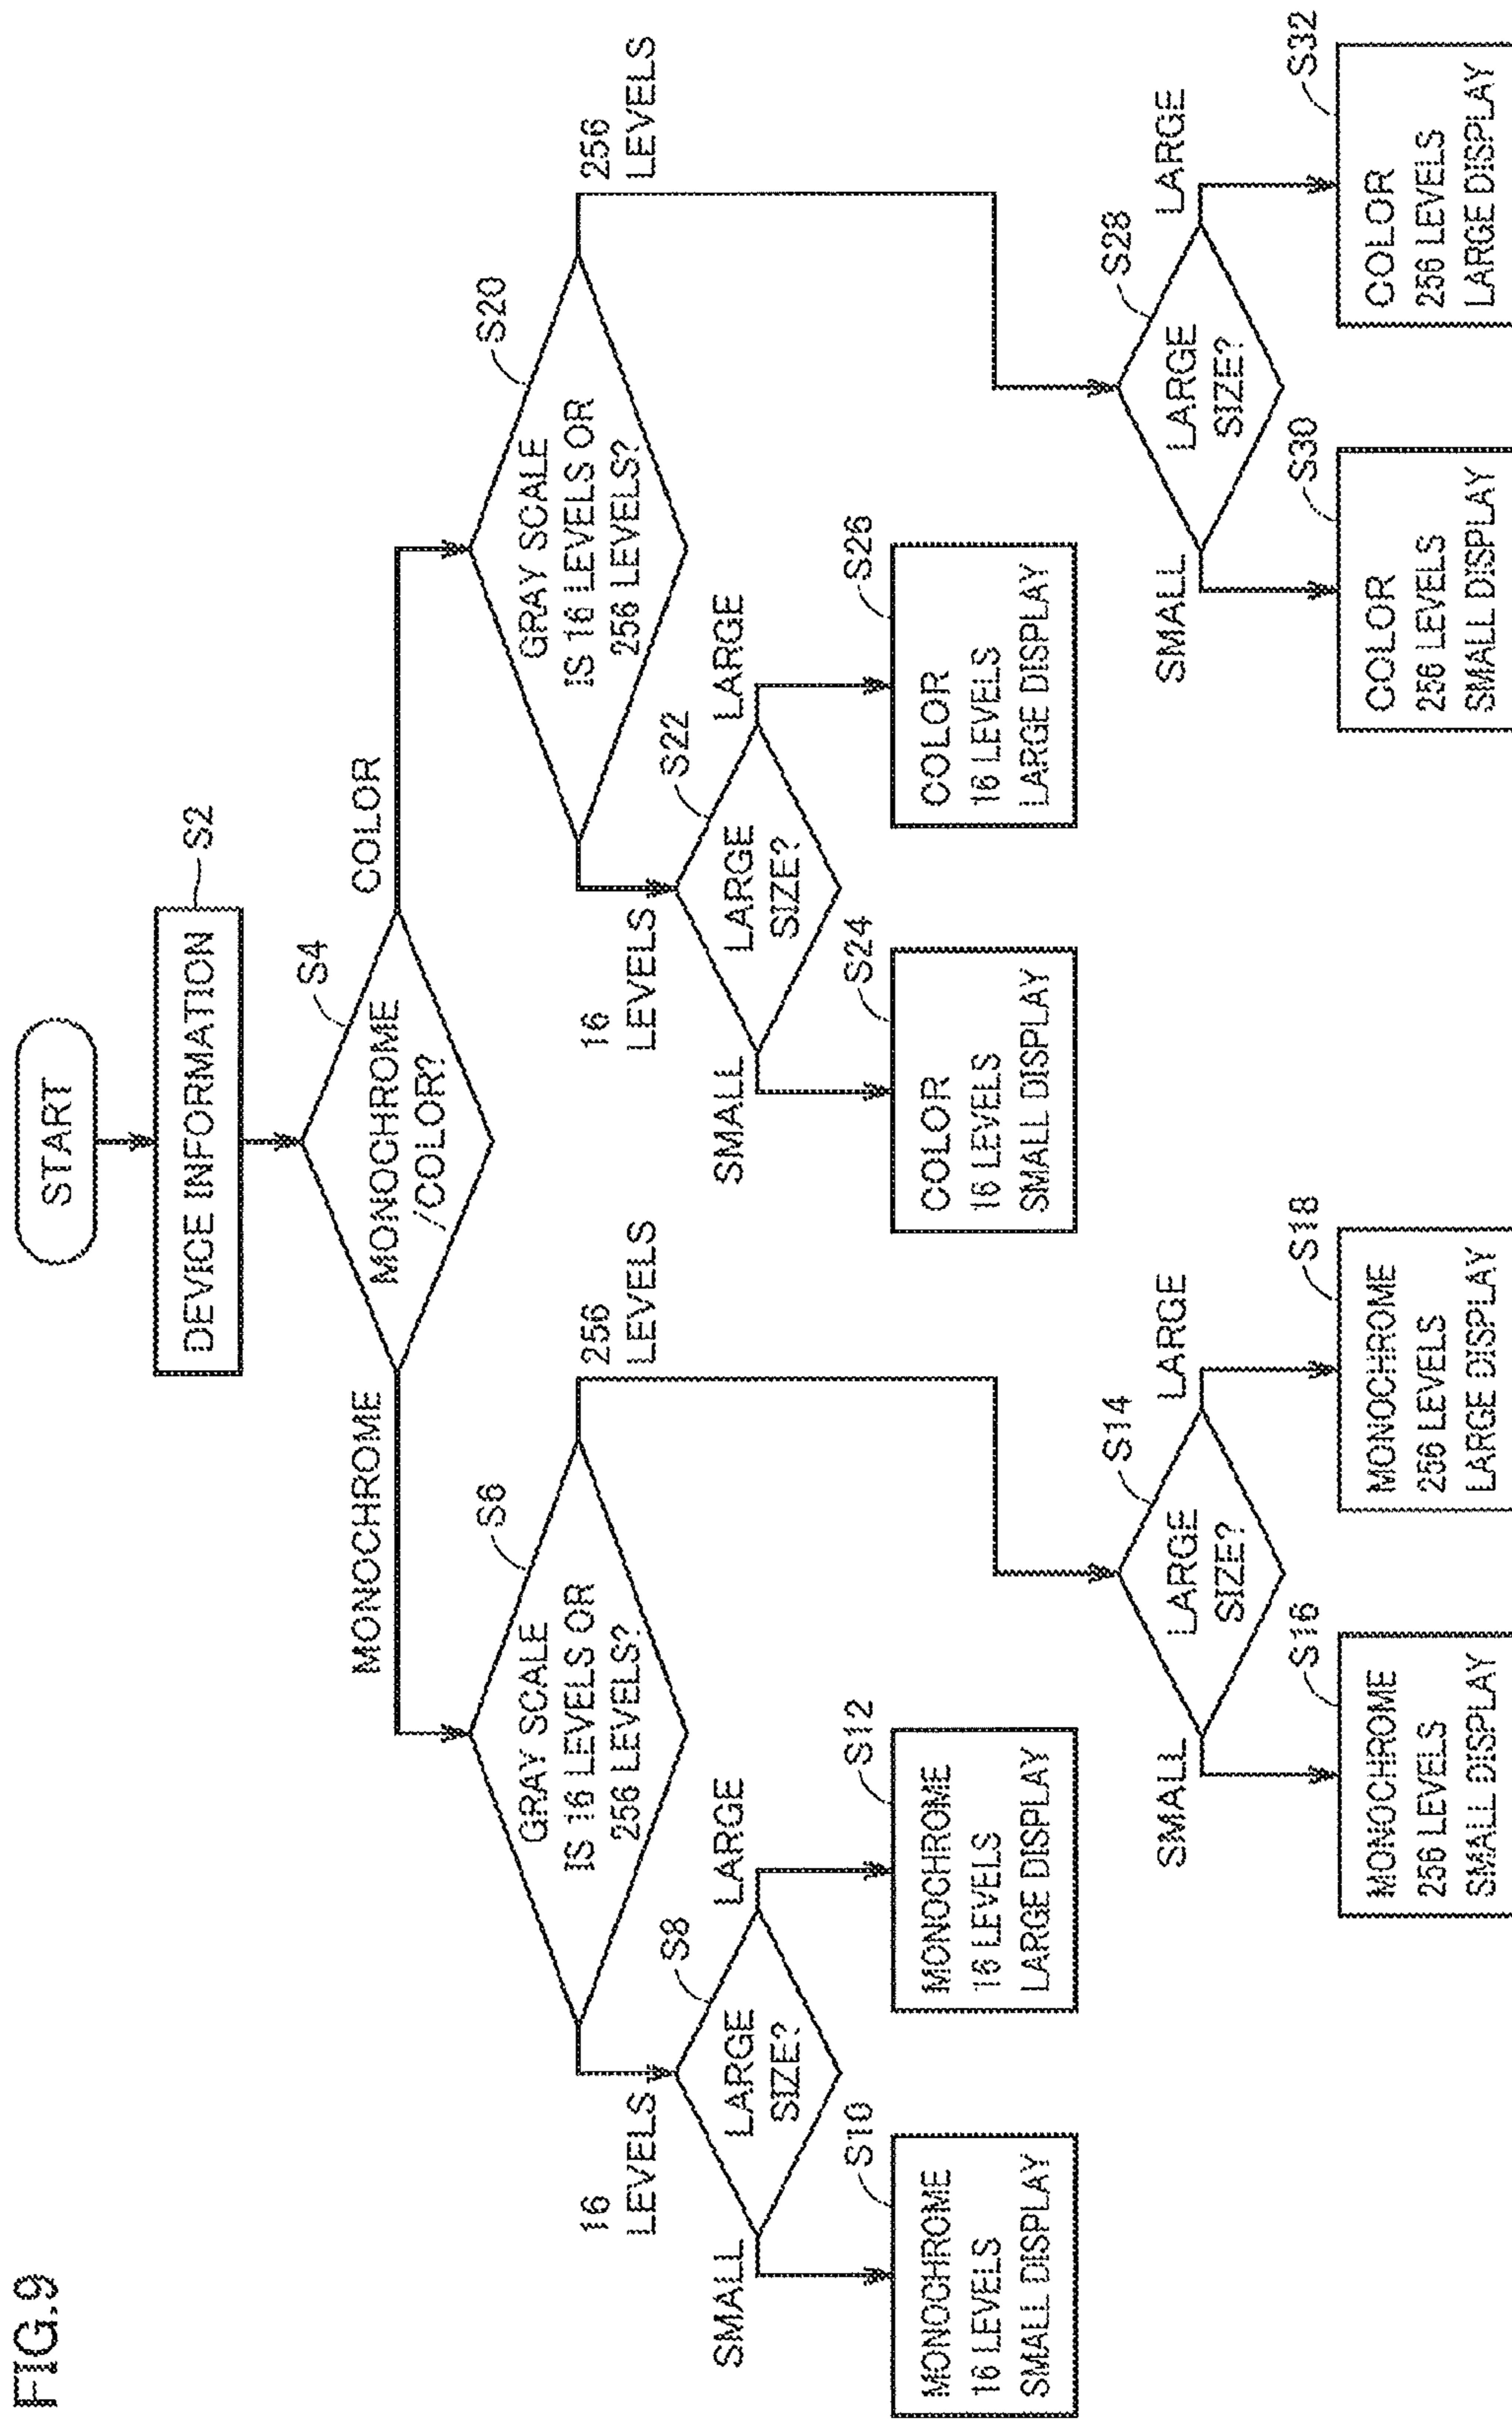 FIG.9
START
DEVICE INFORMATION
S2
MONOCHROME
/COLOR?
S4
MONOCHROME
COLOR
GRAY SCALE
IS 16 LEVELS OR
256 LEVELS?
S6
16
LEVELS
256
LEVELS
LARGE
SIZE?
S8
SMALL
LARGE
MONOCHROME
16 LEVELS
SMALL DISPLAY
S10
MONOCHROME
16 LEVELS
LARGE DISPLAY
S12
LARGE
SIZE?
S14
SMALL
LARGE
MONOCHROME
256 LEVELS
SMALL DISPLAY
S16
MONOCHROME
256 LEVELS
LARGE DISPLAY
S18
GRAY SCALE
IS 16 LEVELS OR
256 LEVELS?
S20
16
LEVELS
256
LEVELS
LARGE
SIZE?
S22
SMALL
LARGE
COLOR
16 LEVELS
SMALL DISPLAY
S24
COLOR
16 LEVELS
LARGE DISPLAY
S26
LARGE
SIZE?
S28
SMALL
LARGE
COLOR
256 LEVELS
SMALL DISPLAY
S30
COLOR
256 LEVELS
LARGE DISPLAY
S32